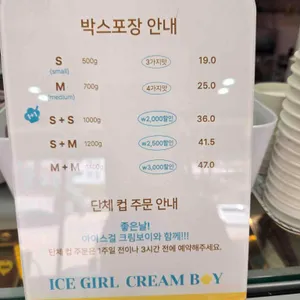 박스포장 안내
S 500g 3가지맛 19.0
(small)
M 700g 4가지맛 25.0
(medium)
1+1
S + S 1000g ₩2,000할인 36.0
S + M 1200g ₩2,500할인 41.5
M + M 1400g ₩3,000할인 47.0
단체 컵 주문 안내
좋은날!
아이스걸 크림보이와 함께!!!
단체 컵 주문은 1주일 전이나 3시간 전에 예약해주세요.
ICE GIRL CREAM BOY